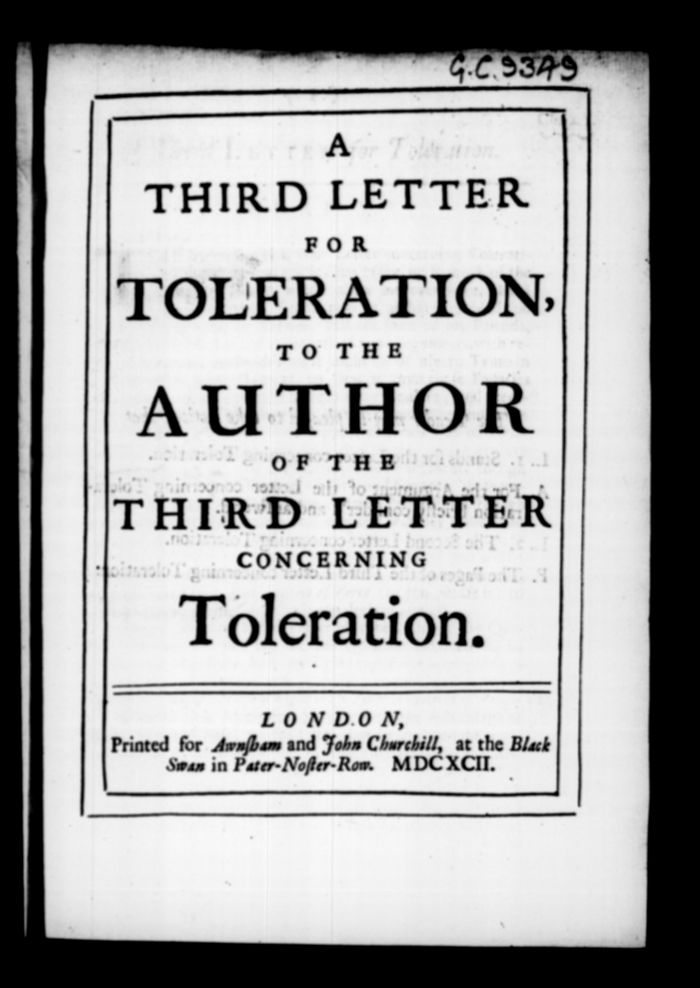 G.C.9349
A
THIRD LETTER
FOR
TOLERATION,
TO THE
AUTHOR
OF THE
THIRD LETTER
CONCERNING
Toleration.
LONDON,
Printed for Awnſham and John Churchill, at the Black
Swan in Pater-Noſter-Row. MDCXCII.